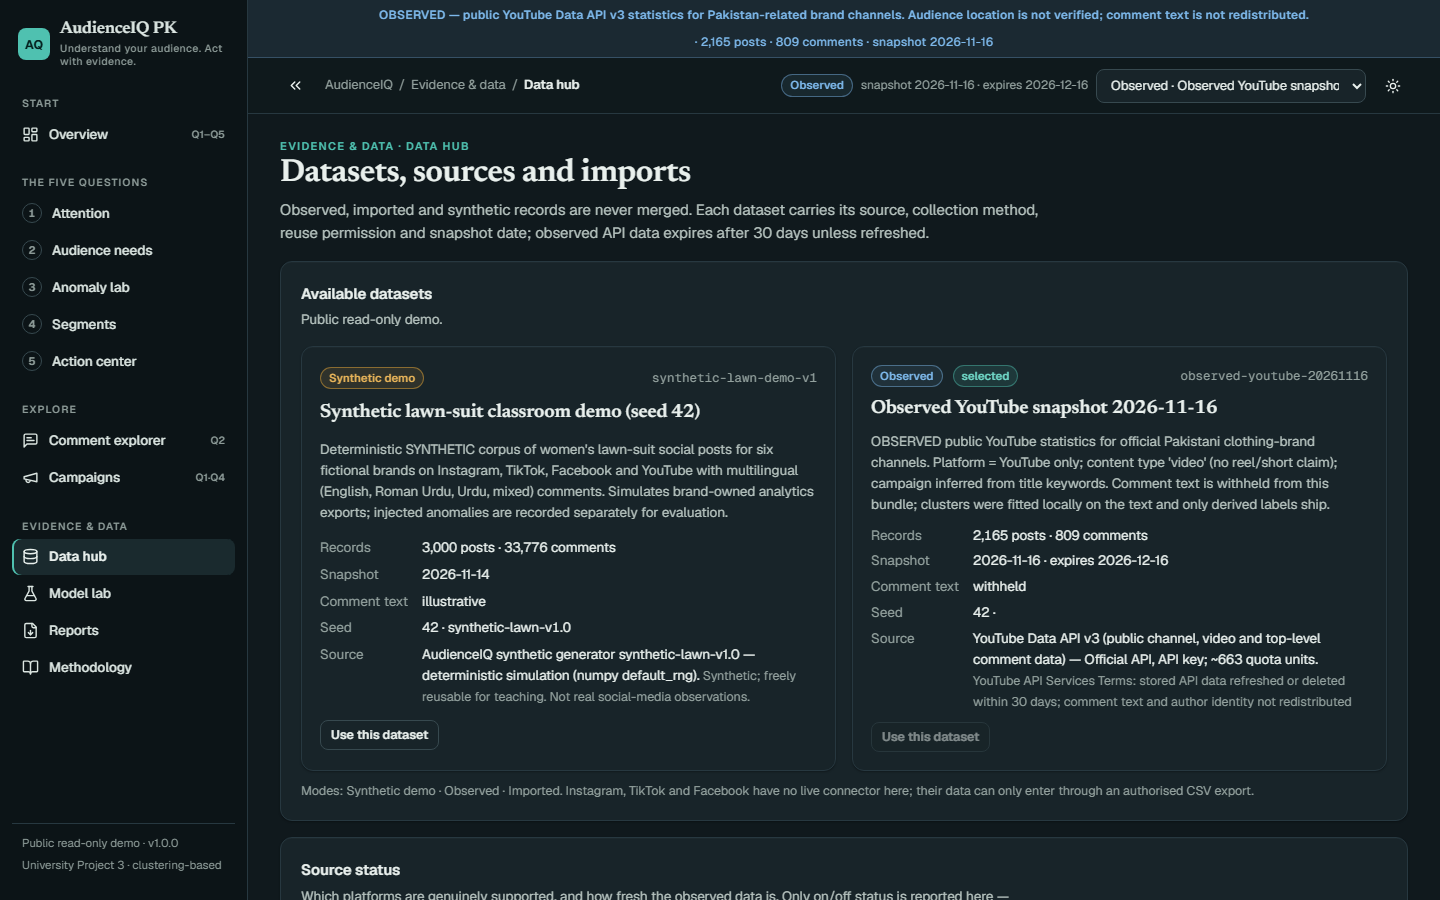 AQ
AudienceIQ PK
Understand your audience. Act
with evidence.
START
Overview Q1–Q5
THE FIVE QUESTIONS
1 Attention
2 Audience needs
3 Anomaly lab
4 Segments
5 Action center
EXPLORE
Comment explorer Q2
Campaigns Q1·Q4
EVIDENCE & DATA
Data hub
Model lab
Reports
Methodology
Public read-only demo · v1.0.0
University Project 3 · clustering-based
OBSERVED — public YouTube Data API v3 statistics for Pakistan-related brand channels. Audience location is not verified; comment text is not redistributed.
· 2,165 posts · 809 comments · snapshot 2026-11-16
AudienceIQ / Evidence & data / Data hub
Observed snapshot 2026-11-16 · expires 2026-12-16 Observed · Observed YouTube snapsho
EVIDENCE & DATA · DATA HUB
Datasets, sources and imports
Observed, imported and synthetic records are never merged. Each dataset carries its source, collection method,
reuse permission and snapshot date; observed API data expires after 30 days unless refreshed.
Available datasets
Public read-only demo.
Synthetic demo synthetic-lawn-demo-v1
Synthetic lawn-suit classroom demo (seed 42)
Deterministic SYNTHETIC corpus of women's lawn-suit social posts for six
fictional brands on Instagram, TikTok, Facebook and YouTube with multilingual
(English, Roman Urdu, Urdu, mixed) comments. Simulates brand-owned analytics
exports; injected anomalies are recorded separately for evaluation.
Records 3,000 posts · 33,776 comments
Snapshot 2026-11-14
Comment text illustrative
Seed 42 · synthetic-lawn-v1.0
Source AudienceIQ synthetic generator synthetic-lawn-v1.0 —
deterministic simulation (numpy default_rng). Synthetic; freely
reusable for teaching. Not real social-media observations.
Use this dataset
Observed selected observed-youtube-20261116
Observed YouTube snapshot 2026-11-16
OBSERVED public YouTube statistics for official Pakistani clothing-brand
channels. Platform = YouTube only; content type 'video' (no reel/short claim);
campaign inferred from title keywords. Comment text is withheld from this
bundle; clusters were fitted locally on the text and only derived labels ship.
Records 2,165 posts · 809 comments
Snapshot 2026-11-16 · expires 2026-12-16
Comment text withheld
Seed 42 ·
Source YouTube Data API v3 (public channel, video and top-level
comment data) — Official API, API key; ~663 quota units.
YouTube API Services Terms: stored API data refreshed or deleted
within 30 days; comment text and author identity not redistributed
Use this dataset
Modes: Synthetic demo · Observed · Imported. Instagram, TikTok and Facebook have no live connector here; their data can only enter through an authorised CSV export.
Source status
Which platforms are genuinely supported, and how fresh the observed data is. Only on/off status is reported here —